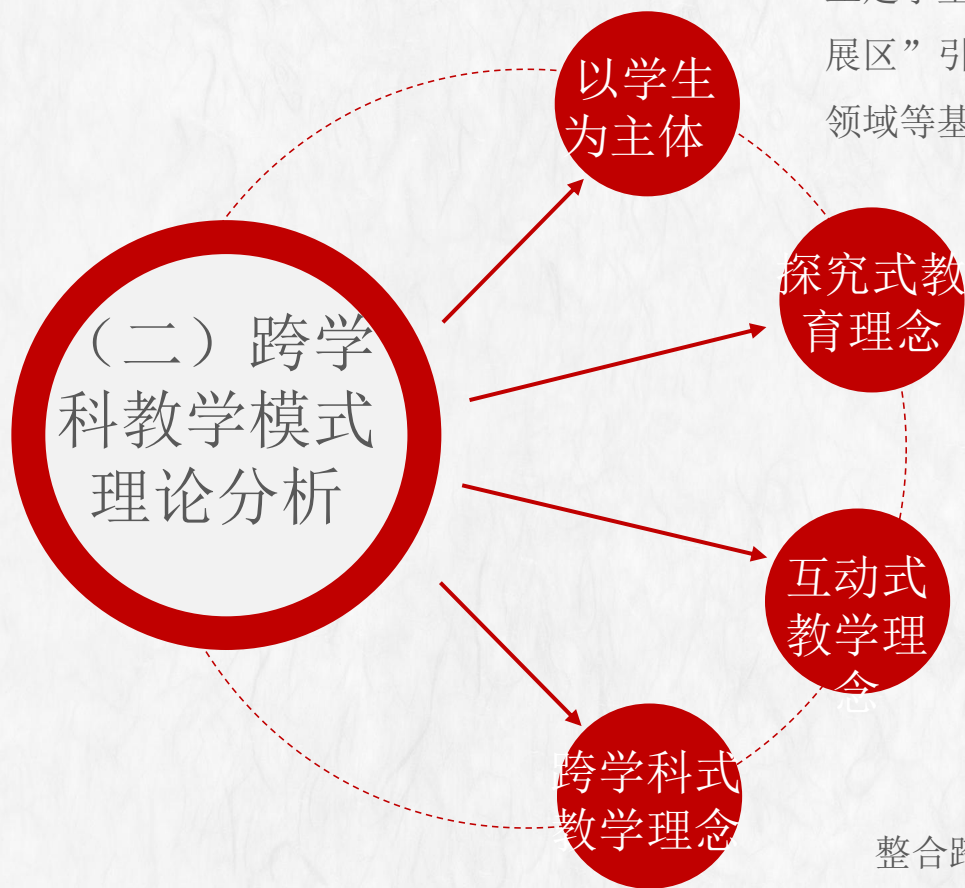 展区”引
领域等基
以学生
为主体
探究式教
育理念
（二）跨学
科教学模式
理论分析
互动式
教学理
念
跨学科式
教学理念
整合跨